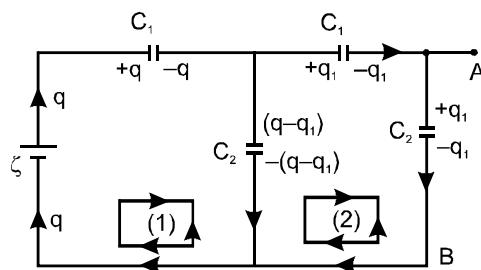 C₁ C₁
+q –q +q₁ –q₁ A
q (q–q₁) +q₁
ζ C₂ C₂
–(q–q₁) –q₁
q (1) (2)
B